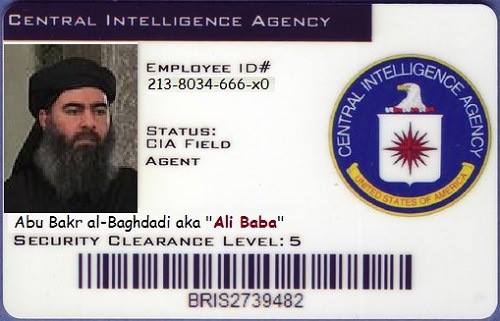 CENTRAL INTELLIGENCE AGENCY
EMPLOYEE ID#
213-8034-666-x0
STATUS:
CIA FIELD
AGENT
CENTRAL INTELLIGENCE AGENCY
UNITED STATES OF AMERICA
Abu Bakr al-Baghdadi aka "Ali Baba"
SECURITY CLEARANCE LEVEL: 5
BRIS2739482